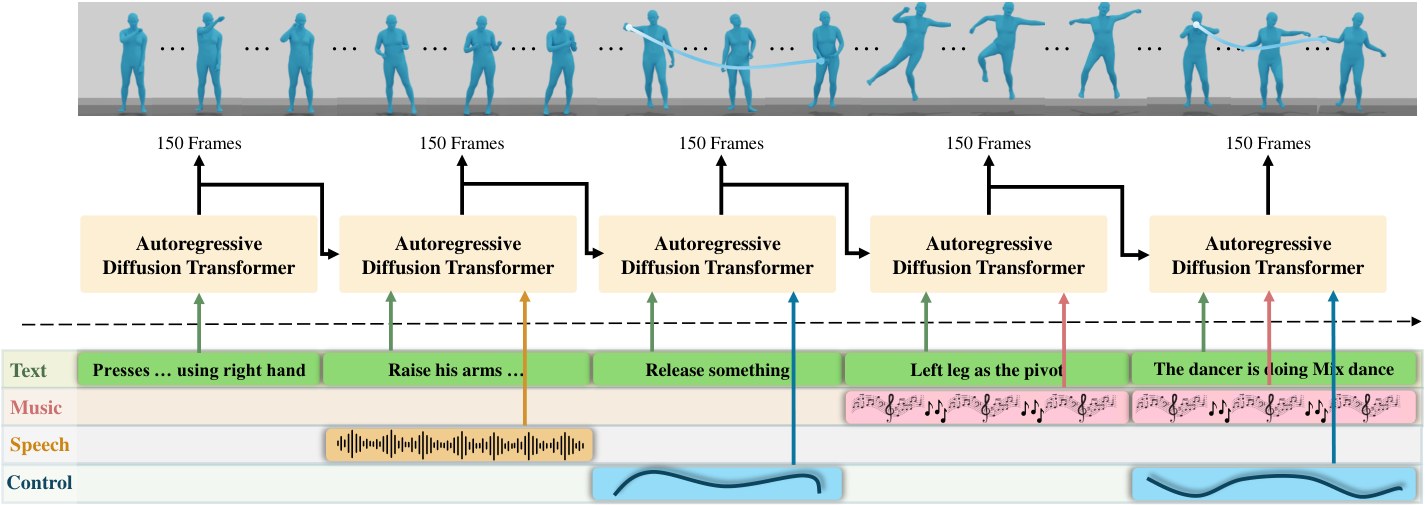 150 Frames
150 Frames
150 Frames
150 Frames
150 Frames
Autoregressive
Diffusion Transformer
Autoregressive
Diffusion Transformer
Autoregressive
Diffusion Transformer
Autoregressive
Diffusion Transformer
Autoregressive
Diffusion Transformer
Text
Presses … using right hand
Raise his arms …
Release something
Left leg as the pivot
The dancer is doing Mix dance
Music
Speech
Control